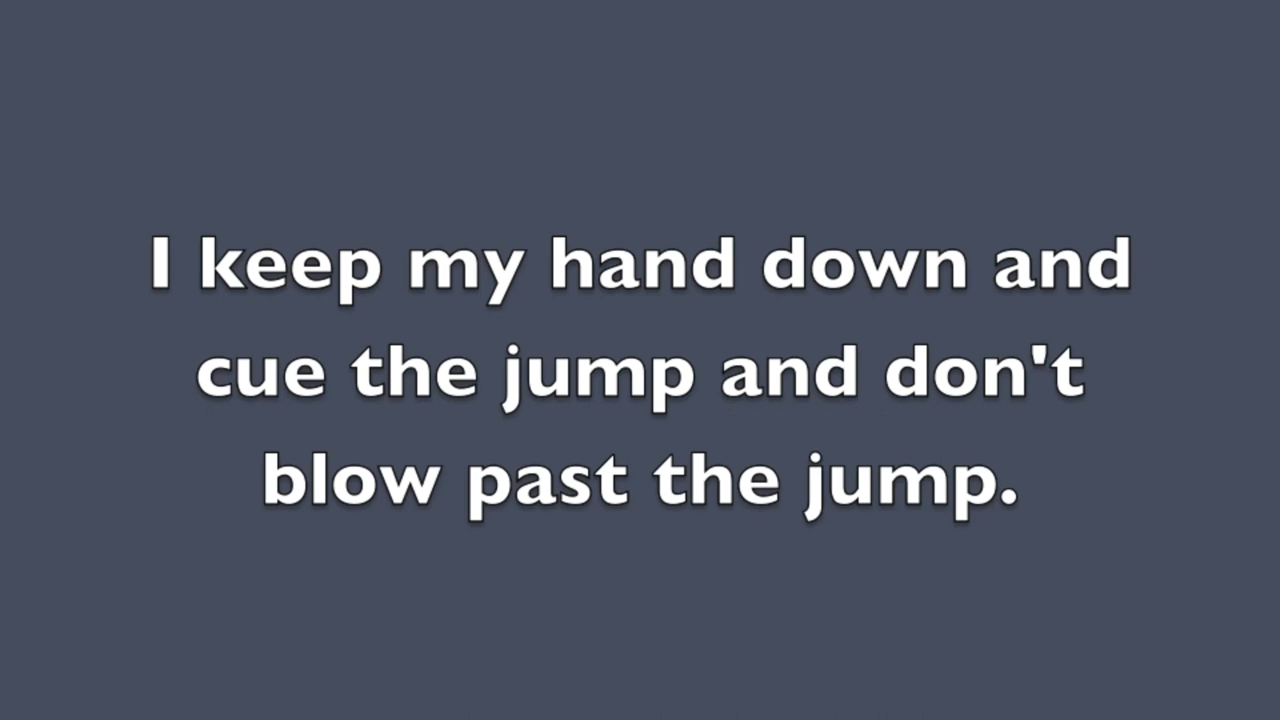 I keep my hand down and
cue the jump and don't
blow past the jump.